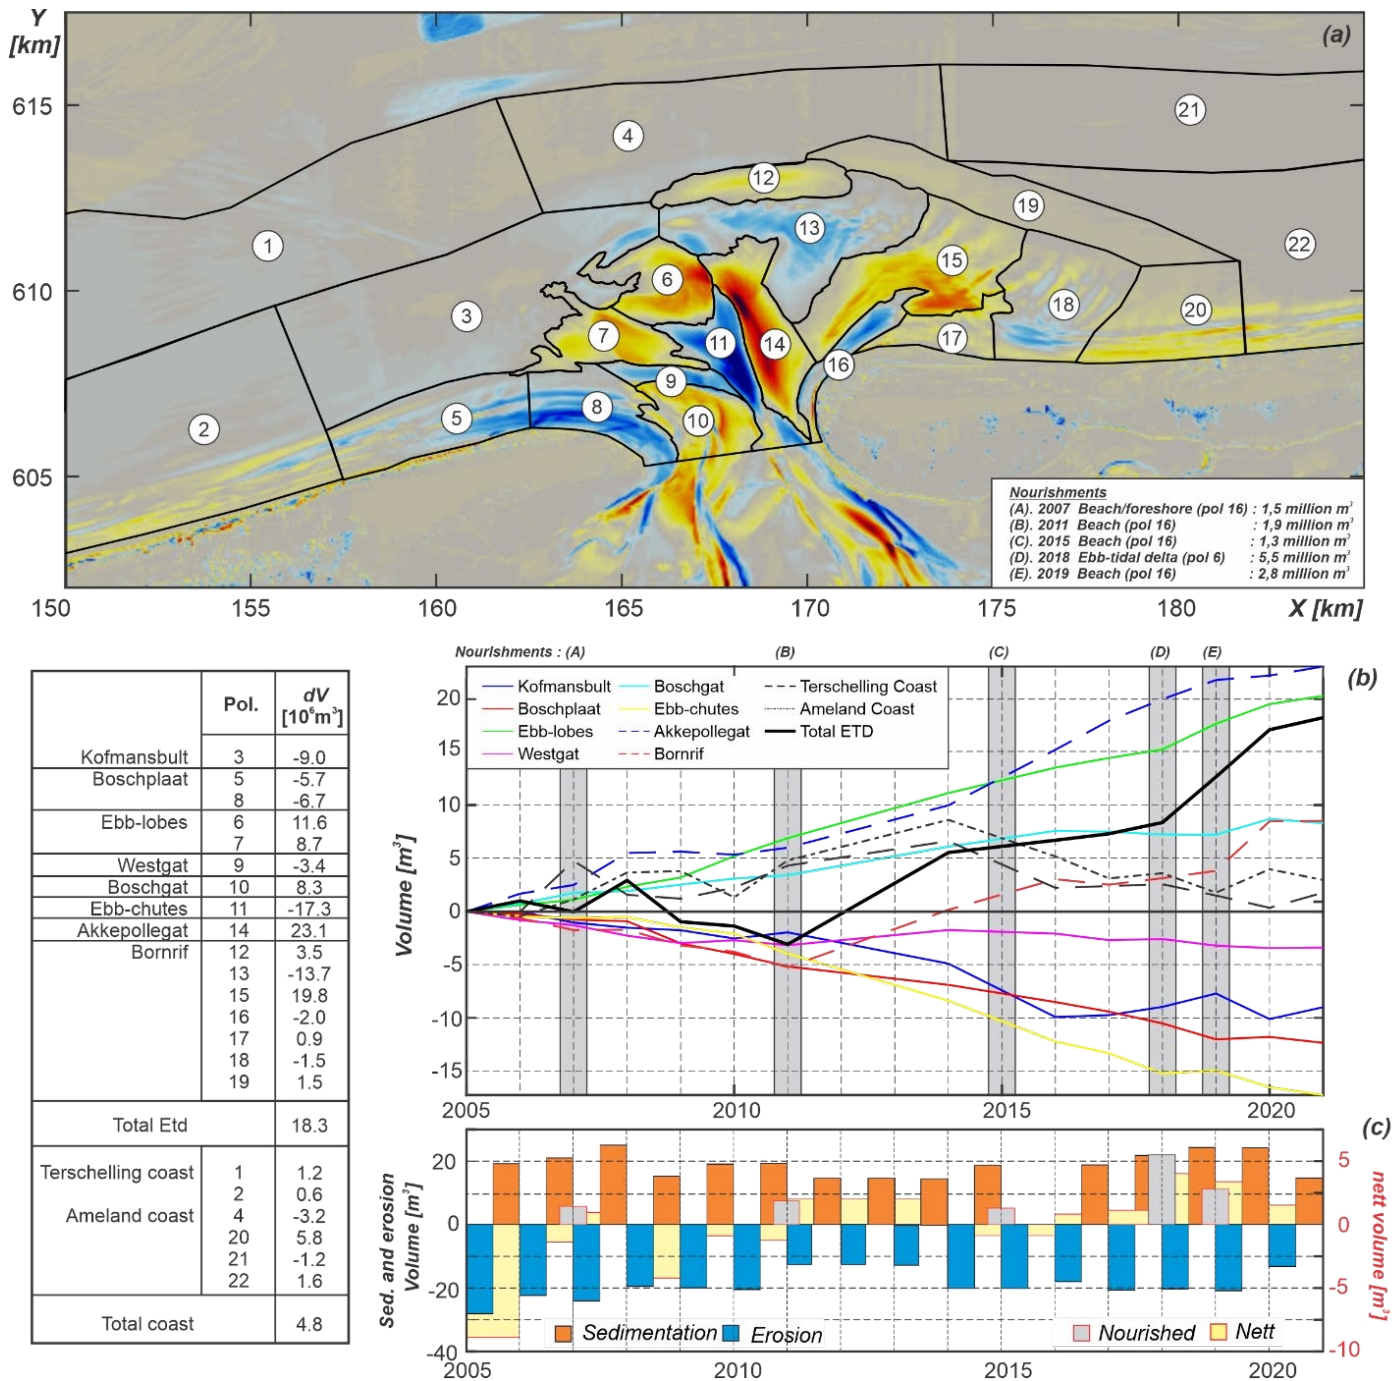 Y
[km]
(a)
615
610
605
21
4
12
19
13
1
22
15
6
18
20
3
7
11
14
17
16
9
5
8
10
2
Nourishments
(A). 2007 Beach/foreshore (pol 16) : 1,5 million m³
(B). 2011 Beach (pol 16) : 1,9 million m³
(C). 2015 Beach (pol 16) : 1,3 million m³
(D). 2018 Ebb-tidal delta (pol 6) : 5,5 million m³
(E). 2019 Beach (pol 16) : 2,8 million m³
150 155 160 165 170 175 180 X [km]
Pol. dV
[10⁶m³]
Kofmansbult 3 -9.0
Boschplaat 5 -5.7
8 -6.7
Ebb-lobes 6 11.6
7 8.7
Westgat 9 -3.4
Boschgat 10 8.3
Ebb-chutes 11 -17.3
Akkepollegat 14 23.1
Bornrif 12 3.5
13 -13.7
15 19.8
16 -2.0
17 0.9
18 -1.5
19 1.5
Total Etd 18.3
Terschelling coast 1 1.2
2 0.6
Ameland coast 4 -3.2
20 5.8
21 -1.2
22 1.6
Total coast 4.8
Nourishments : (A) (B) (C) (D) (E)
(b)
Kofmansbult Boschgat Terschelling Coast
Boschplaat Ebb-chutes Ameland Coast
Ebb-lobes Akkepollegat Total ETD
Westgat Bornrif
Volume [m³]
20
15
10
5
0
-5
-10
-15
2005 2010 2015 2020
(c)
Sed. and erosion
Volume [m³]
20
0
-20
-40
nett volume [m³]
5
0
-5
-10
Sedimentation Erosion Nourished Nett
2005 2010 2015 2020